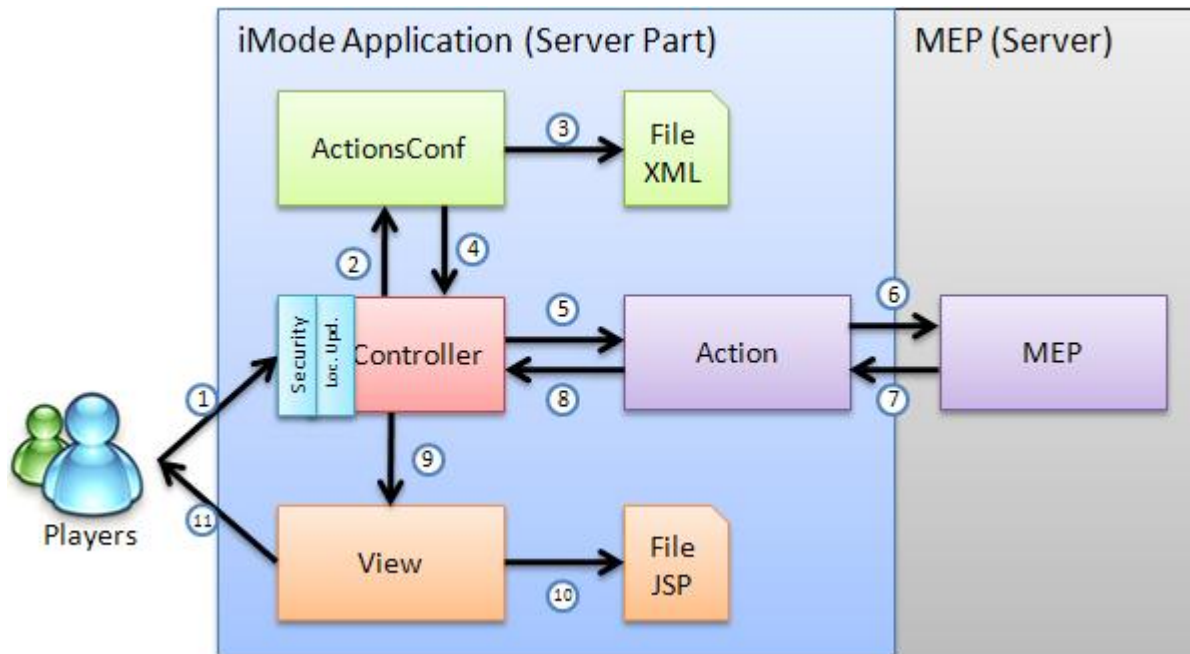 iMode Application (Server Part)
MEP (Server)
ActionsConf
3
File
XML
2
4
Security
Loc. Upd.
Controller
5
8
Action
6
7
MEP
1
Players
11
9
View
10
File
JSP